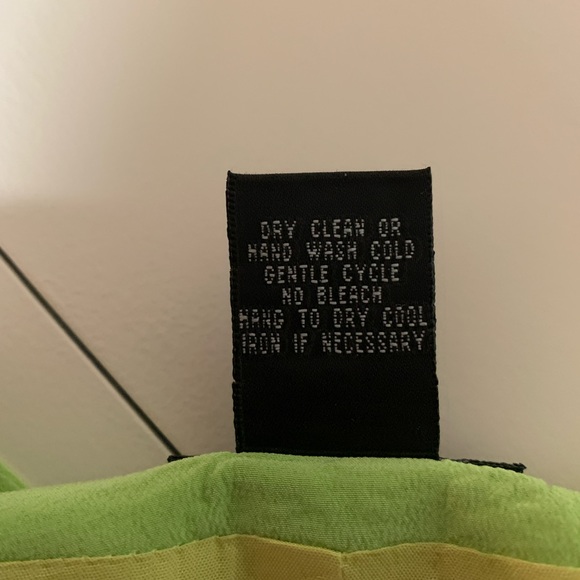 DRY CLEAN OR
HAND WASH COLD
GENTLE CYCLE
NO BLEACH
HANG TO DRY COOL
IRON IF NECESSARY